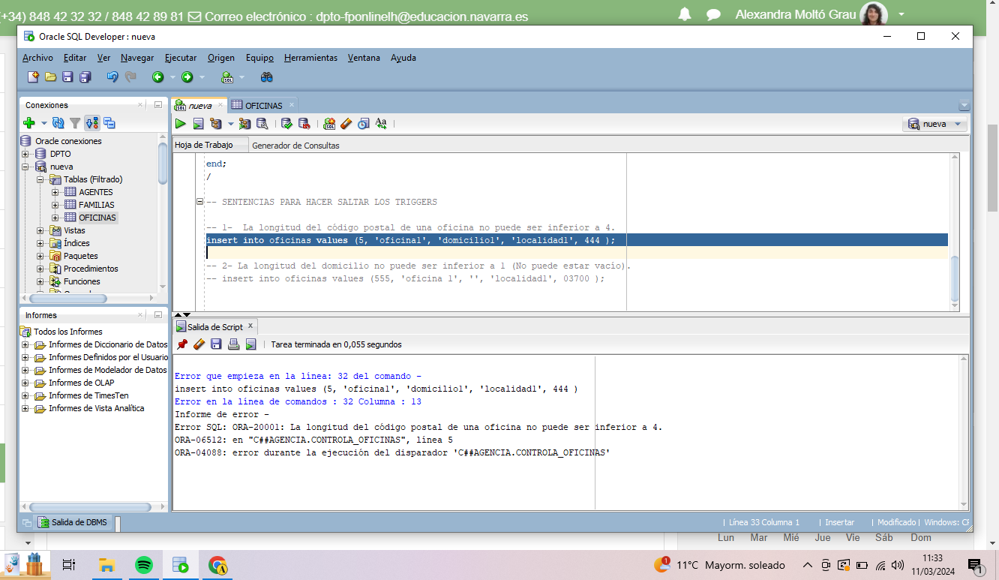 +34) 848 42 32 32 / 848 42 89 81 Correo electrónico : dpto-fponlinelh@educacion.navarra.es
Alexandra Moltó Grau
Oracle SQL Developer : nueva
Archivo Editar Ver Navegar Ejecutar Origen Equipo Herramientas Ventana Ayuda
Conexiones
Oracle conexiones
DPTO
nueva
Tablas (Filtrado)
AGENTES
FAMILIAS
OFICINAS
Vistas
Índices
Paquetes
Procedimientos
Funciones
Informes
Todos los Informes
Informes de Diccionario de Datos
Informes Definidos por el Usuario
Informes de Modelador de Datos
Informes de OLAP
Informes de TimesTen
Informes de Vista Analítica
nueva OFICINAS
nueva
Hoja de Trabajo Generador de Consultas
end;
/
-- SENTENCIAS PARA HACER SALTAR LOS TRIGGERS
-- 1-  La longitud del código postal de una oficina no puede ser inferior a 4.
insert into oficinas values (5, 'oficina1', 'domicilio1', 'localidad1', 444 );
-- 2- La longitud del domicilio no puede ser inferior a 1 (No puede estar vacío).
-- insert into oficinas values (555, 'oficina 1', '', 'localidad1', 03700 );
Salida de Script x
Tarea terminada en 0,055 segundos
Error que empieza en la línea: 32 del comando -
insert into oficinas values (5, 'oficina1', 'domicilio1', 'localidad1', 444 )
Error en la línea de comandos : 32 Columna : 13
Informe de error -
Error SQL: ORA-20001: La longitud del código postal de una oficina no puede ser inferior a 4.
ORA-06512: en "C##AGENCIA.CONTROLA_OFICINAS", línea 5
ORA-04088: error durante la ejecución del disparador 'C##AGENCIA.CONTROLA_OFICINAS'
Salida de DBMS
Línea 33 Columna 1 | Insertar | Modificado | Windows:
Lun Mar Mié Jue Vie Sáb Dom
1
11°C Mayorm. soleado
11:33
11/03/2024
1